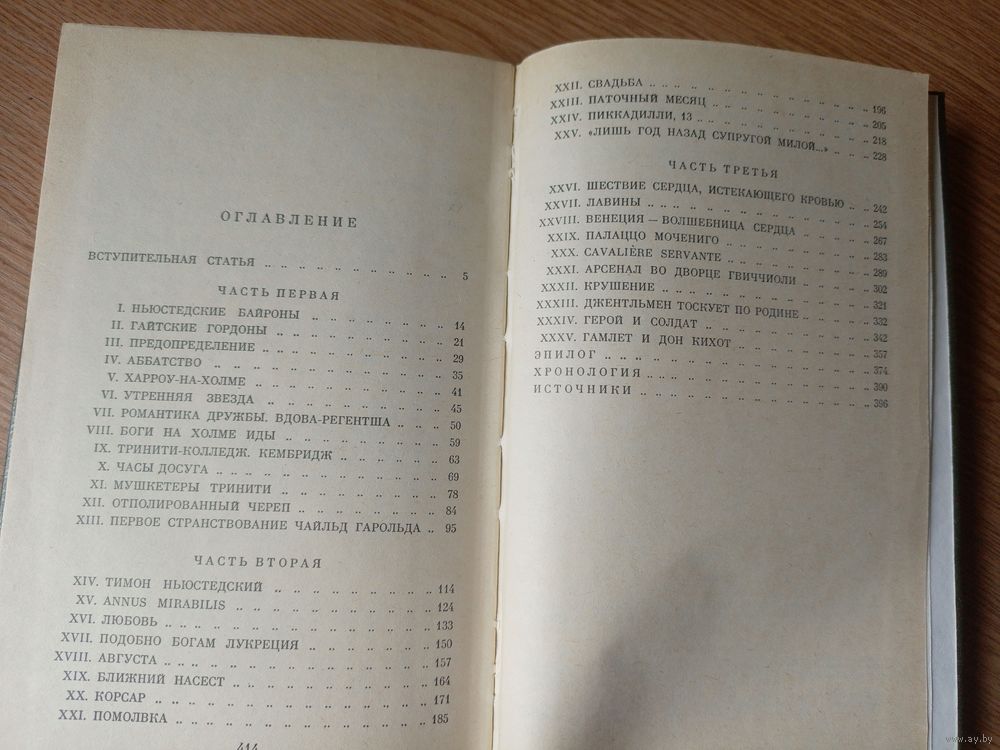 ОГЛАВЛЕНИЕ
ВСТУПИТЕЛЬНАЯ СТАТЬЯ .. .. .. .. .. .. .. .. .. .. .. 5
ЧАСТЬ ПЕРВАЯ
I. НЬЮСТЕДСКИЕ БАЙРОНЫ .. .. .. .. .. .. .. 14
II. ГАЙТСКИЕ ГОРДОНЫ .. .. .. .. .. .. .. .. .. 21
III. ПРЕДОПРЕДЕЛЕНИЕ .. .. .. .. .. .. .. .. .. 29
IV. АББАТСТВО .. .. .. .. .. .. .. .. .. .. .. .. 35
V. ХАРРОУ-НА-ХОЛМЕ .. .. .. .. .. .. .. .. .. 41
VI. УТРЕННЯЯ ЗВЕЗДА .. .. .. .. .. .. .. .. .. 45
VII. РОМАНТИКА ДРУЖБЫ. ВДОВА-РЕГЕНТША .. .. 50
VIII. БОГИ НА ХОЛМЕ ИДЫ .. .. .. .. .. .. .. .. 59
IX. ТРИНИТИ-КОЛЛЕДЖ. КЕМБРИДЖ .. .. .. .. .. 63
X. ЧАСЫ ДОСУГА .. .. .. .. .. .. .. .. .. .. .. 69
XI. МУШКЕТЕРЫ ТРИНИТИ .. .. .. .. .. .. .. .. 78
XII. ОТПОЛИРОВАННЫЙ ЧЕРЕП .. .. .. .. .. .. .. 84
XIII. ПЕРВОЕ СТРАНСТВОВАНИЕ ЧАЙЛЬД ГАРОЛЬДА .. 95
ЧАСТЬ ВТОРАЯ
XIV. ТИМОН НЬЮСТЕДСКИЙ .. .. .. .. .. .. .. .. 114
XV. ANNUS MIRABILIS .. .. .. .. .. .. .. .. .. 124
XVI. ЛЮБОВЬ .. .. .. .. .. .. .. .. .. .. .. .. 133
XVII. ПОДОБНО БОГАМ ЛУКРЕЦИЯ .. .. .. .. .. .. 150
XVIII. АВГУСТА .. .. .. .. .. .. .. .. .. .. .. .. 157
XIX. БЛИЖНИЙ НАСЕСТ .. .. .. .. .. .. .. .. .. 164
XX. КОРСАР .. .. .. .. .. .. .. .. .. .. .. .. 171
XXI. ПОМОЛВКА .. .. .. .. .. .. .. .. .. .. .. 185
414
XXII. СВАДЬБА .. .. .. .. .. .. .. .. .. .. .. 196
XXIII. ПАТОЧНЫЙ МЕСЯЦ .. .. .. .. .. .. .. .. 205
XXIV. ПИККАДИЛЛИ, 13 .. .. .. .. .. .. .. .. 218
XXV. «ЛИШЬ ГОД НАЗАД СУПРУГОЙ МИЛОЙ...» .. .. .. 228
ЧАСТЬ ТРЕТЬЯ
XXVI. ШЕСТВИЕ СЕРДЦА, ИСТЕКАЮЩЕГО КРОВЬЮ .. .. 242
XXVII. ЛАВИНЫ .. .. .. .. .. .. .. .. .. .. .. 254
XXVIII. ВЕНЕЦИЯ — ВОЛШЕБНИЦА СЕРДЦА .. .. .. .. 267
XXIX. ПАЛАЦЦО МОЧЕНИГО .. .. .. .. .. .. .. .. 283
XXX. CAVALIÈRE SERVANTE .. .. .. .. .. .. .. .. 289
XXXI. АРСЕНАЛ ВО ДВОРЦЕ ГВИЧЧИОЛИ .. .. .. .. 302
XXXII. КРУШЕНИЕ .. .. .. .. .. .. .. .. .. .. 321
XXXIII. ДЖЕНТЛЬМЕН ТОСКУЕТ ПО РОДИНЕ .. .. .. .. 332
XXXIV. ГЕРОЙ И СОЛДАТ .. .. .. .. .. .. .. .. .. 342
XXXV. ГАМЛЕТ И ДОН КИХОТ .. .. .. .. .. .. .. 357
ЭПИЛОГ .. .. .. .. .. .. .. .. .. .. .. .. .. 374
ХРОНОЛОГИЯ .. .. .. .. .. .. .. .. .. .. .. 390
ИСТОЧНИКИ .. .. .. .. .. .. .. .. .. .. .. 396
© www.ay.by